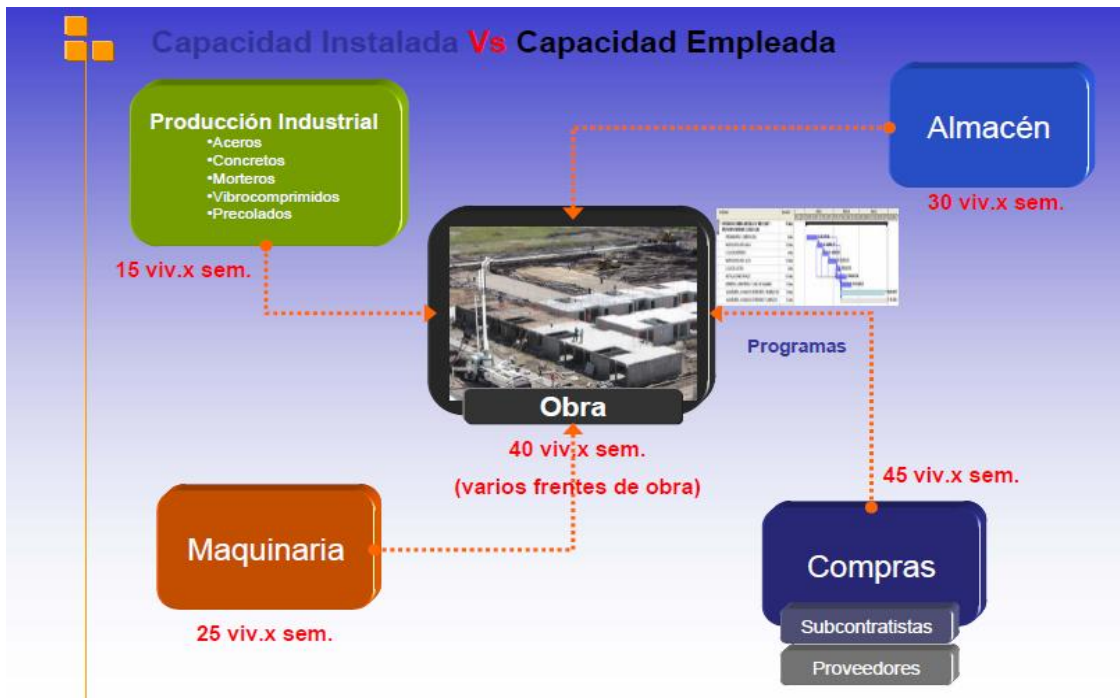 Capacidad Instalada Vs Capacidad Empleada
Producción Industrial
•Aceros
•Concretos
•Morteros
•Vibrocomprimidos
•Precolados
15 viv.x sem.
Almacén
30 viv.x sem.
Programas
Obra
40 viv.x sem.
(varios frentes de obra)
45 viv.x sem.
Maquinaria
25 viv.x sem.
Compras
Subcontratistas
Proveedores